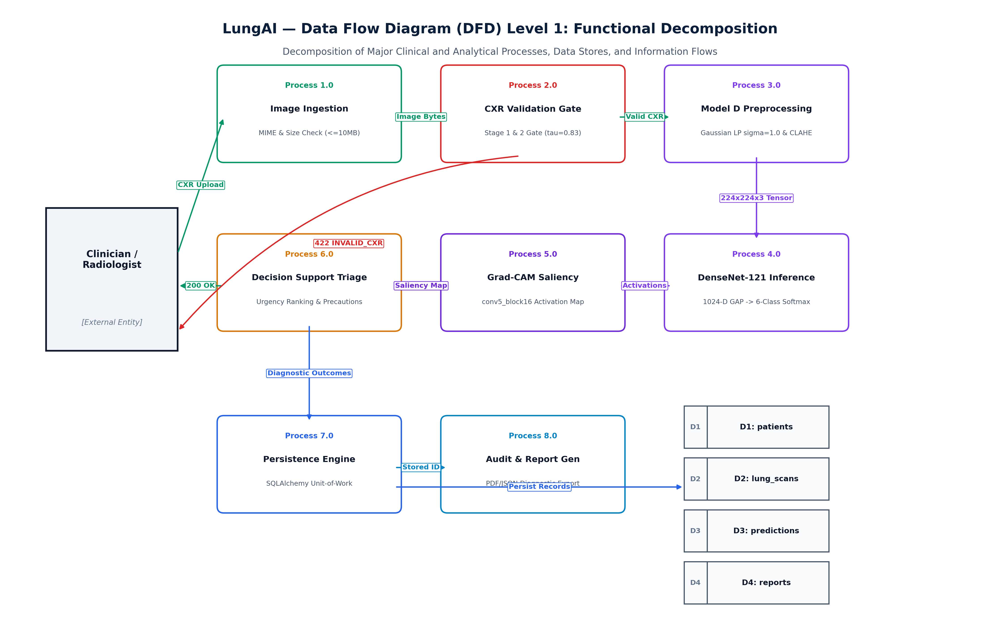 LungAI — Data Flow Diagram (DFD) Level 1: Functional Decomposition
Decomposition of Major Clinical and Analytical Processes, Data Stores, and Information Flows
Process 1.0
Image Ingestion
MIME & Size Check (<=10MB)
Image Bytes
Process 2.0
CXR Validation Gate
Stage 1 & 2 Gate (tau=0.83)
Valid CXR
Process 3.0
Model D Preprocessing
Gaussian LP sigma=1.0 & CLAHE
CXR Upload
224x224x3 Tensor
Clinician /
Radiologist
[External Entity]
200 OK
422 INVALID_CXR
Process 6.0
Decision Support Triage
Urgency Ranking & Precautions
Saliency Map
Process 5.0
Grad-CAM Saliency
conv5_block16 Activation Map
Activations
Process 4.0
DenseNet-121 Inference
1024-D GAP -> 6-Class Softmax
Diagnostic Outcomes
Process 7.0
Persistence Engine
SQLAlchemy Unit-of-Work
Stored ID
Process 8.0
Audit & Report Gen
PDF/JSON Diagnostic Export
Persist Records
D1
D1: patients
D2
D2: lung_scans
D3
D3: predictions
D4
D4: reports